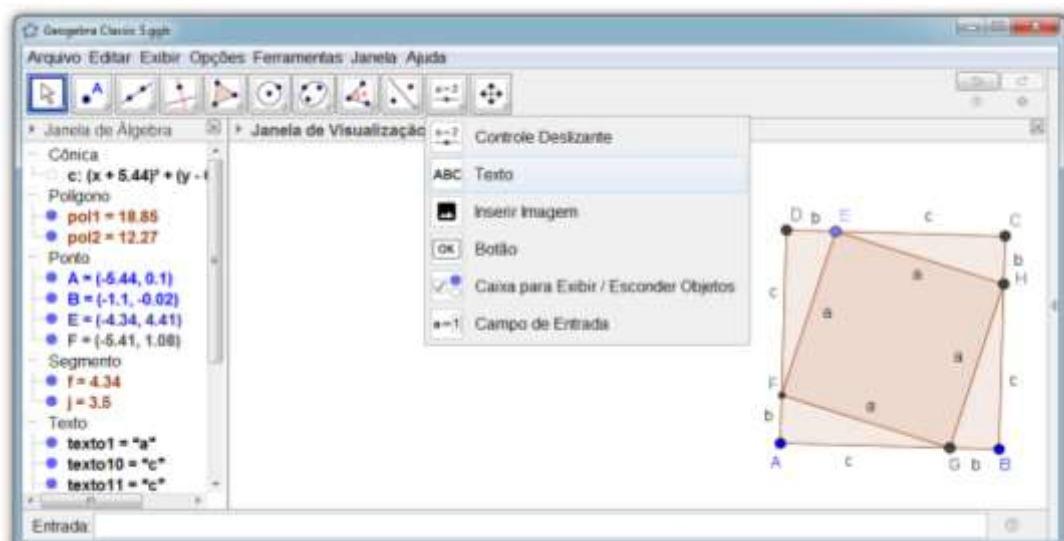 Geogebra Classic 5.ggb
Arquivo Editar Exibir Opções Ferramentas Janela Ajuda
Janela de Álgebra
Janela de Visualização
Cônica
c: (x + 5.44)² + (y -
Polígono
pol1 = 18.85
pol2 = 12.27
Ponto
A = (-5.44, 0.1)
B = (-1.1, -0.02)
E = (-4.34, 4.41)
F = (-5.41, 1.08)
Segmento
f = 4.34
j = 3.5
Texto
texto1 = "a"
texto10 = "c"
texto11 = "c"
a=2 Controle Deslizante
ABC Texto
Inserir Imagem
OK Botão
Caixa para Exibir / Esconder Objetos
a=1 Campo de Entrada
D b E c C
b
a H
c
a
a
c
F
a
b
A c G b B
Entrada: